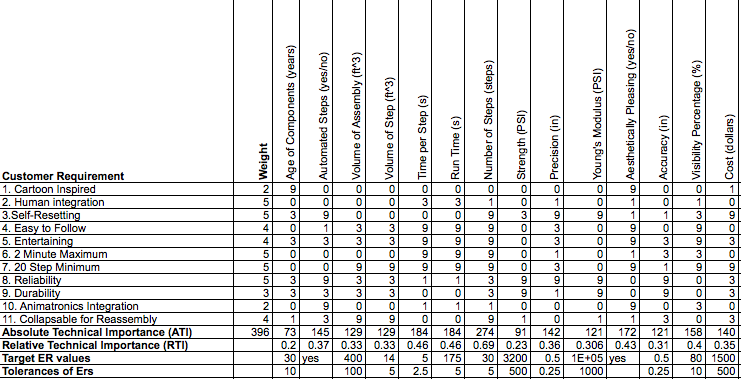 Customer Requirement Weight Age of Components (years) Automated Steps (yes/no) Volume of Assembly (ft^3) Volume of Step (ft^3) Time per Step (s) Run Time (s) Number of Steps (steps) Strength (PSI) Precision (in) Young's Modulus (PSI) Aesthetically Pleasing (yes/no) Accuracy (in) Visibility Percentage (%) Cost (dollars)
1. Cartoon Inspired 2 9 0 0 0 0 0 0 0 0 0 9 0 0 1
2. Human integration 5 0 0 0 0 3 3 1 0 1 0 1 0 1 0
3.Self-Resetting 5 3 9 0 0 0 0 9 3 9 9 1 1 3 9
4. Easy to Follow 4 0 1 3 3 9 9 9 0 3 0 9 0 9 0
5. Entertaining 4 3 3 3 3 9 9 9 0 3 0 9 3 9 3
6. 2 Minute Maximum 5 0 0 0 0 9 9 9 0 3 0 1 3 3 0
7. 20 Step Minimum 5 0 0 9 9 9 9 9 0 3 0 9 1 9 9
8. Reliability 5 3 9 3 3 1 1 3 9 9 9 0 9 0 3
9. Durability 3 3 3 3 3 0 0 3 9 1 9 0 9 0 3
10. Animatronics Integration 2 0 9 0 0 1 1 1 0 1 0 9 0 3 0
11. Collapsable for Reassembly 4 1 3 9 9 0 0 9 1 3 1 0 9 0 3
Absolute Technical Importance (ATI) 396 73 145 129 129 184 184 274 91 142 121 172 121 158 140
Relative Technical Importance (RTI) 0.2 0.37 0.33 0.33 0.46 0.46 0.69 0.23 0.36 0.306 0.43 0.31 0.4 0.35
Target ER values 30 yes 400 14 5 175 30 3200 0.5 1E+05 yes 0.5 80 1500
Tolerances of Ers 10 100 5 2.5 5 5 500 0.25 1000 0.25 10 500